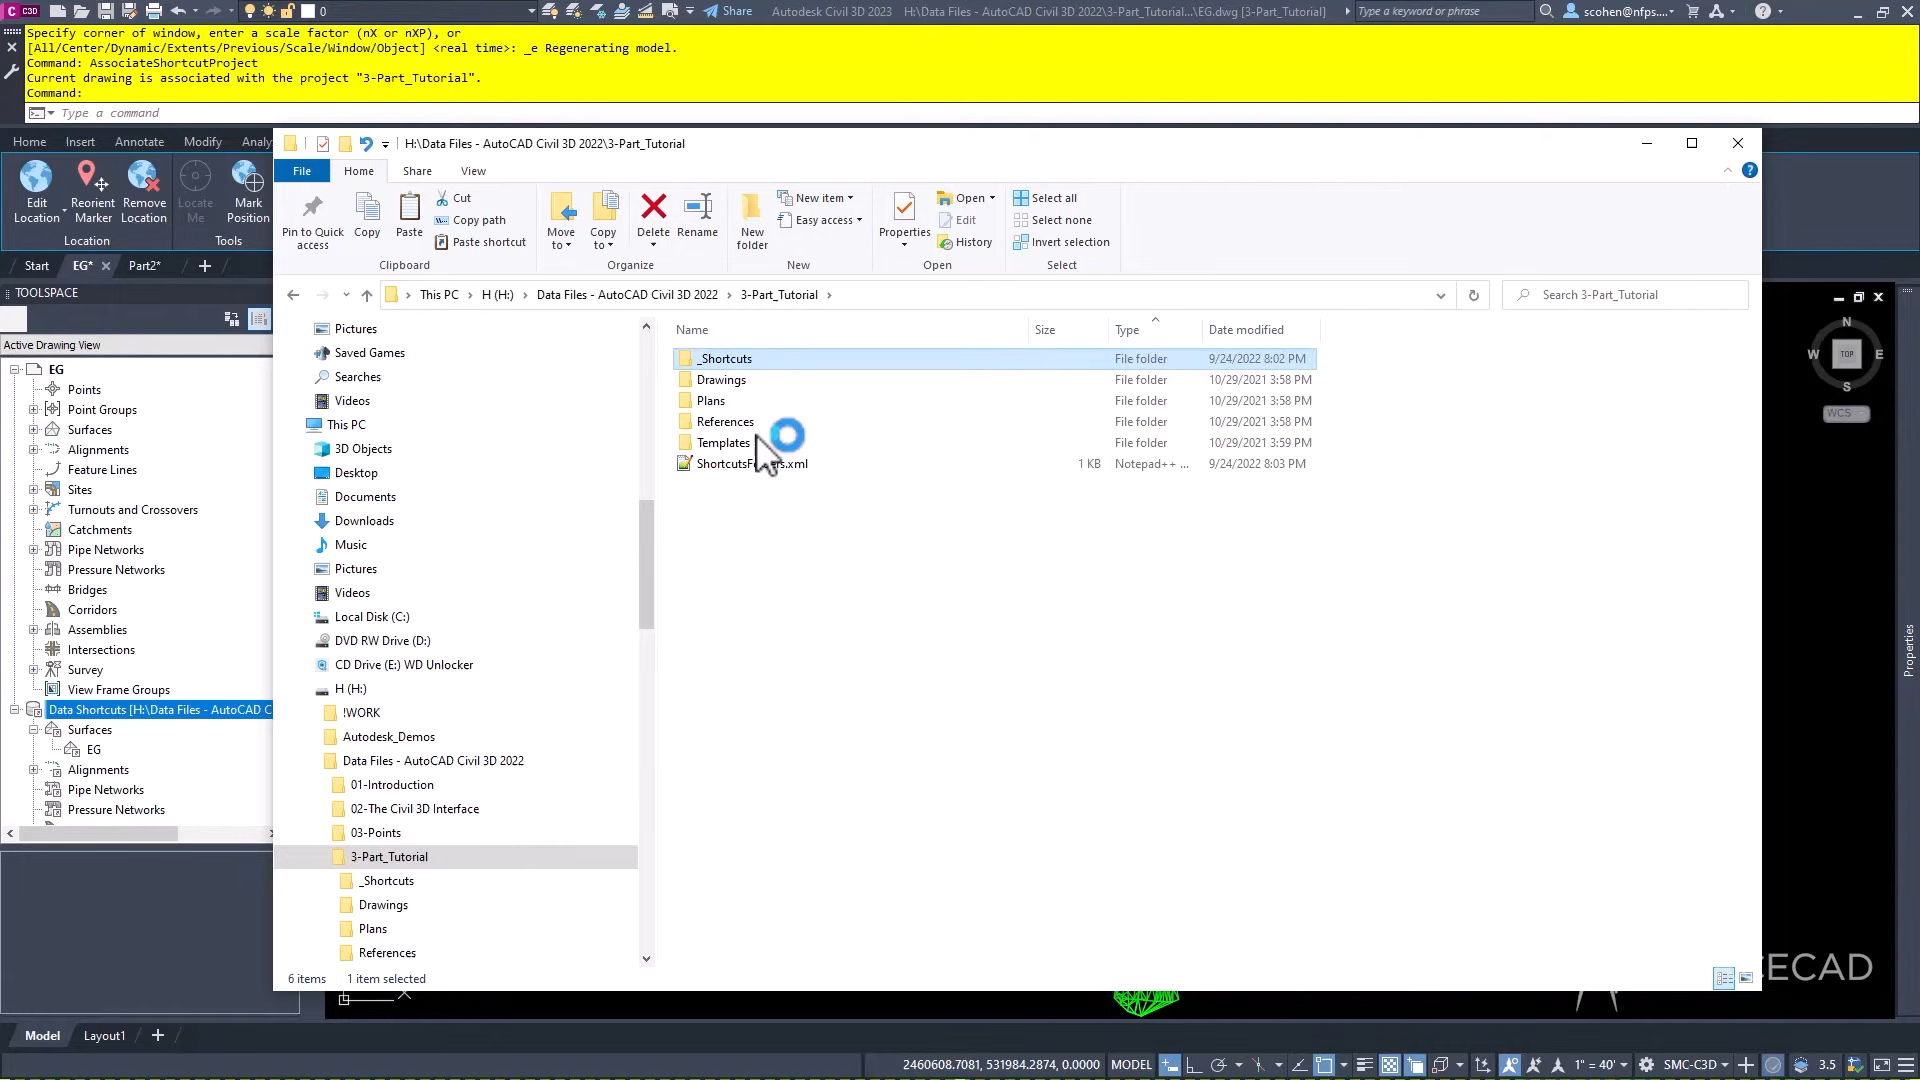 C C3D 0 Share Autodesk Civil 3D 2023 H:\Data Files - AutoCAD Civil 3D 2022\3-Part_Tutorial...\EG.dwg [3-Part_Tutorial] Type a keyword or phrase scohen@nfps....
Specify corner of window, enter a scale factor (nX or nXP), or
[All/Center/Dynamic/Extents/Previous/Scale/Window/Object] <real time>: _e Regenerating model.
Command: AssociateShortcutProject
Current drawing is associated with the project "3-Part_Tutorial".
Command:
Type a command
Home Insert Annotate Modify Analy
H:\Data Files - AutoCAD Civil 3D 2022\3-Part_Tutorial
File Home Share View
Edit Location
Reorient Marker
Remove Location
Locate Me
Mark Position
Location Tools
Pin to Quick access
Copy
Paste
Cut
Copy path
Paste shortcut
Clipboard
Move to
Copy to
Delete
Rename
Organize
New folder
New item
Easy access
New
Properties
Open
Edit
History
Open
Select all
Select none
Invert selection
Select
Start EG* Part2*
TOOLSPACE
Active Drawing View
EG
Points
Point Groups
Surfaces
Alignments
Feature Lines
Sites
Turnouts and Crossovers
Catchments
Pipe Networks
Pressure Networks
Bridges
Corridors
Assemblies
Intersections
Survey
View Frame Groups
Data Shortcuts [H:\Data Files - AutoCAD C
Surfaces
EG
Alignments
Pipe Networks
Pressure Networks
This PC H (H:) Data Files - AutoCAD Civil 3D 2022 3-Part_Tutorial
Search 3-Part_Tutorial
Pictures
Saved Games
Searches
Videos
This PC
3D Objects
Desktop
Documents
Downloads
Music
Pictures
Videos
Local Disk (C:)
DVD RW Drive (D:)
CD Drive (E:) WD Unlocker
H (H:)
!WORK
Autodesk_Demos
Data Files - AutoCAD Civil 3D 2022
01-Introduction
02-The Civil 3D Interface
03-Points
3-Part_Tutorial
_Shortcuts
Drawings
Plans
References
Name Size Type Date modified
_Shortcuts File folder 9/24/2022 8:02 PM
Drawings File folder 10/29/2021 3:58 PM
Plans File folder 10/29/2021 3:58 PM
References File folder 10/29/2021 3:58 PM
Templates File folder 10/29/2021 3:59 PM
1 KB Notepad++ ... 9/24/2022 8:03 PM
6 items 1 item selected
N
W TOP E
S
WCS
Properties
ECAD
Model Layout1
2460608.7081, 531984.2874, 0.0000 MODEL 1" = 40' SMC-C3D 3.5